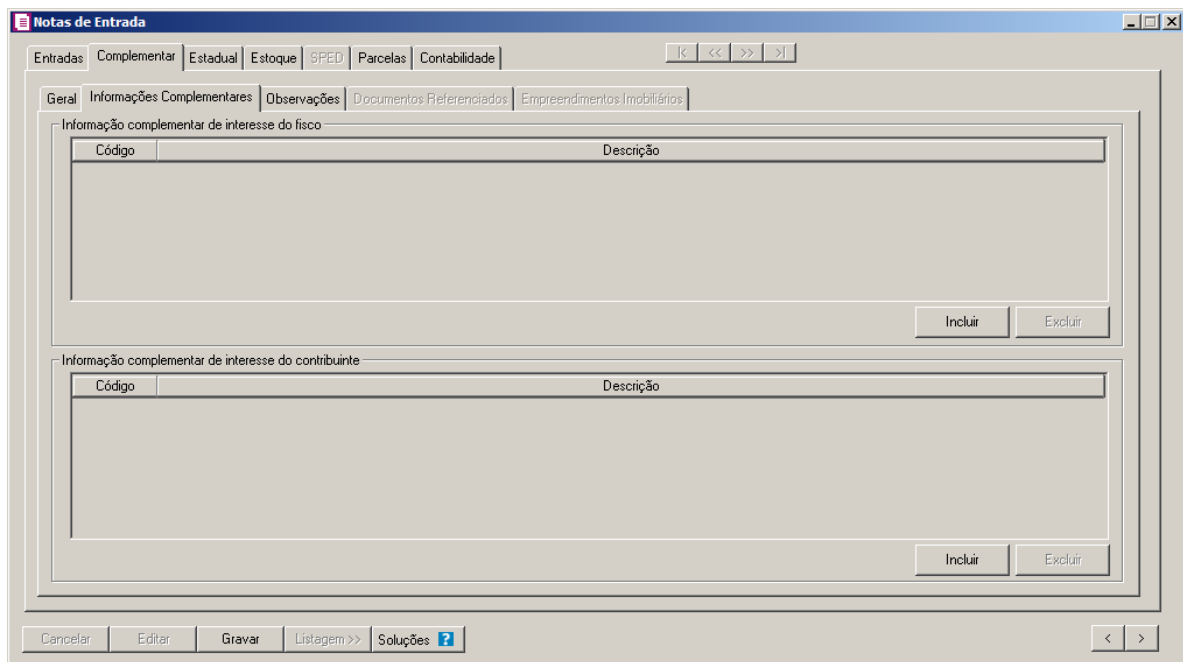 Notas de Entrada
Entradas Complementar Estadual Estoque SPED Parcelas Contabilidade |< << >> >|
Geral Informações Complementares Observações Documentos Referenciados Empreendimentos Imobiliários
Informação complementar de interesse do fisco
Código Descrição
Incluir Excluir
Informação complementar de interesse do contribuinte
Código Descrição
Incluir Excluir
Cancelar Editar Gravar Listagem >> Soluções ? < >